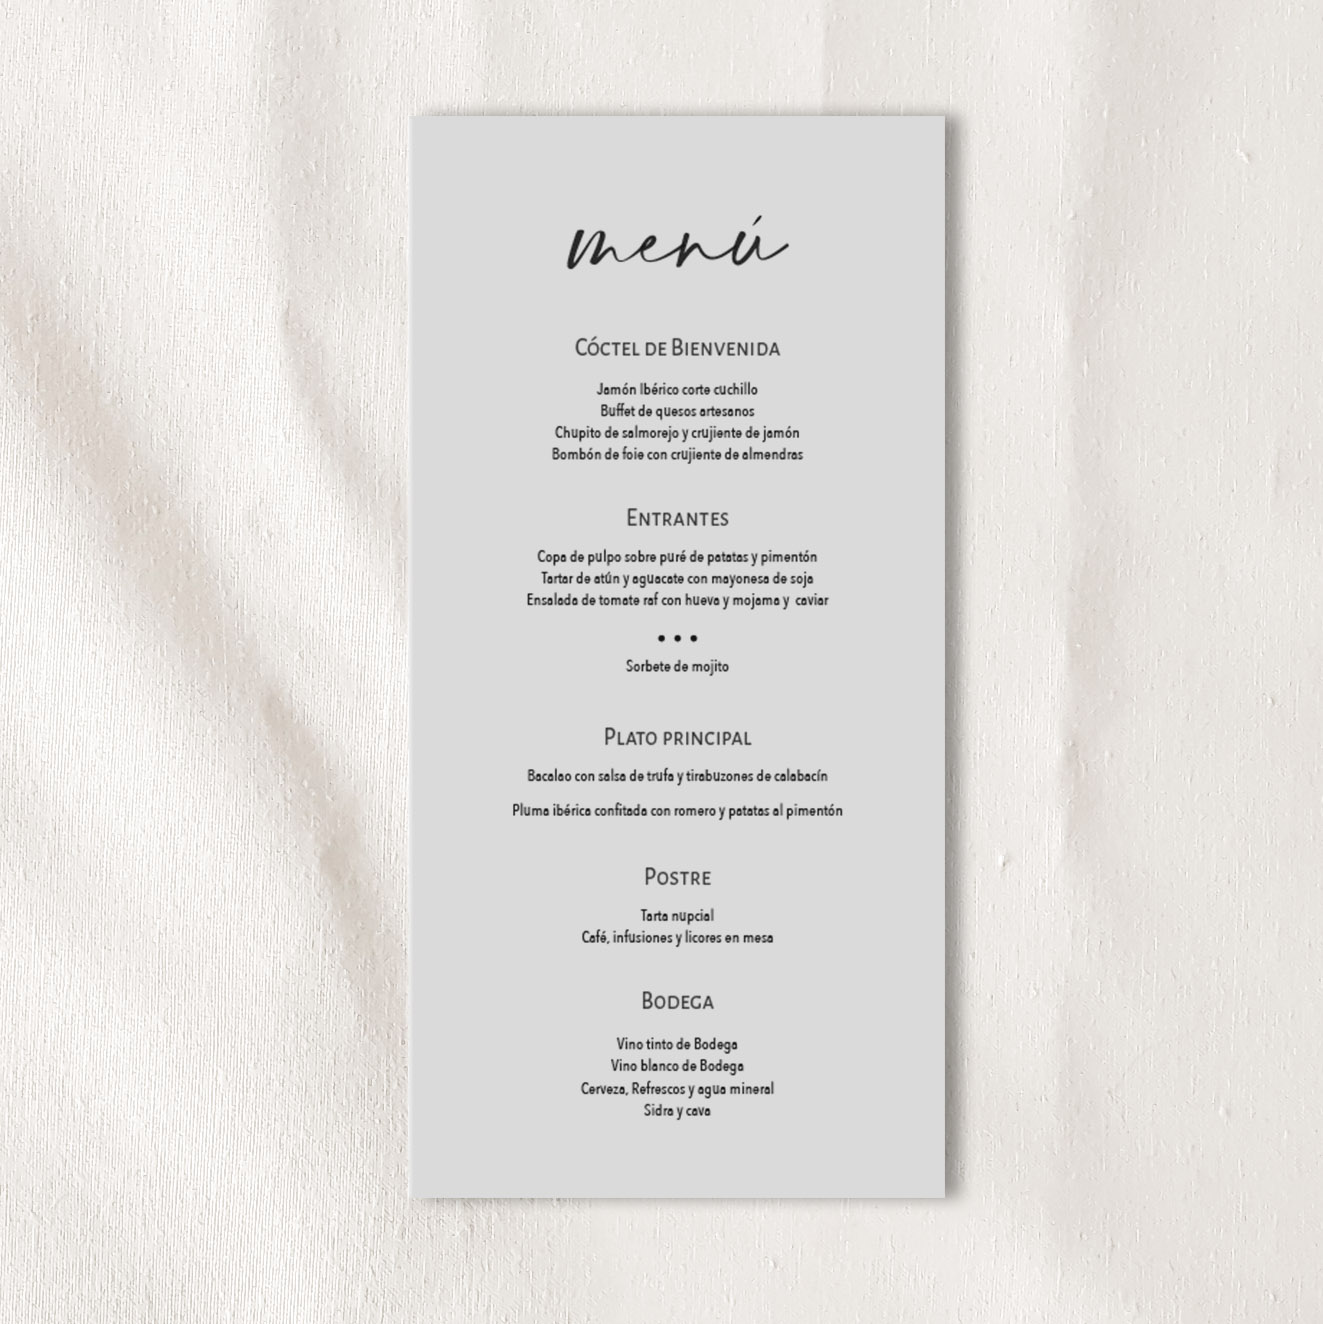 menú
Cóctel de Bienvenida
Jamón Ibérico corte cuchillo
Buffet de quesos artesanos
Chupito de salmorejo y crujiente de jamón
Bombón de foie con crujiente de almendras
Entrantes
Copa de pulpo sobre puré de patatas y pimentón
Tartar de atún y aguacate con mayonesa de soja
Ensalada de tomate raf con hueva y mojama y caviar
• • •
Sorbete de mojito
Plato principal
Bacalao con salsa de trufa y tirabuzones de calabacín
Pluma ibérica confitada con romero y patatas al pimentón
Postre
Tarta nupcial
Café, infusiones y licores en mesa
Bodega
Vino tinto de Bodega
Vino blanco de Bodega
Cerveza, Refrescos y agua mineral
Sidra y cava